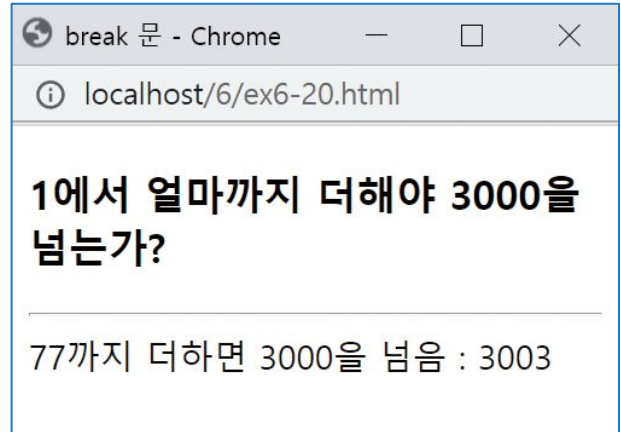 break 문 - Chrome
localhost/6/ex6-20.html
1에서 얼마까지 더해야 3000을
넘는가?
77까지 더하면 3000을 넘음 : 3003